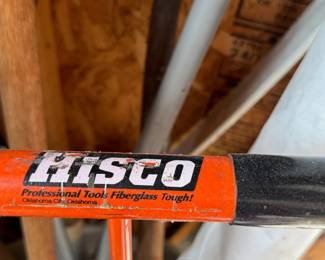 HISCO
Professional Tools Fiberglass Tough!
Oklahoma City, Oklahoma